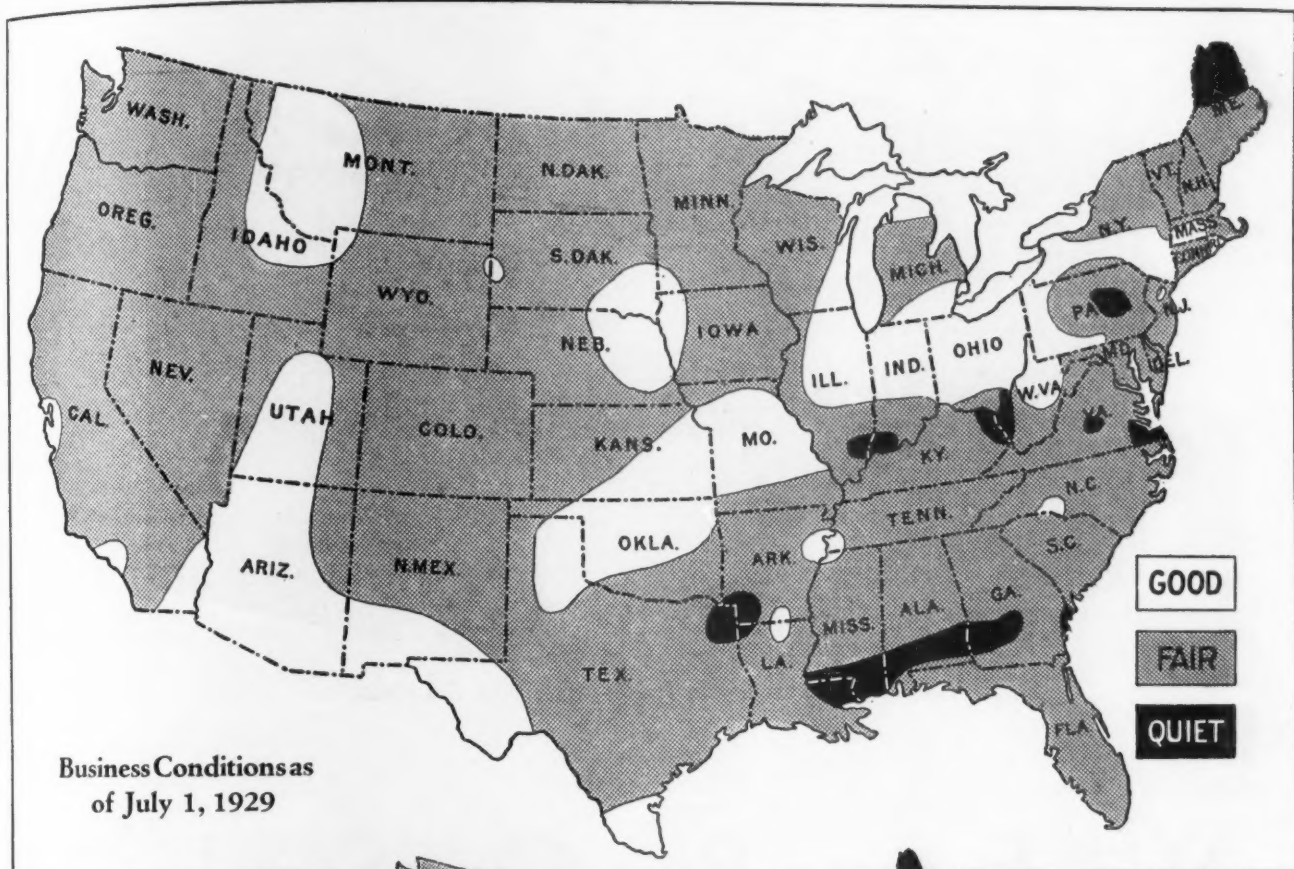 WASH.
MONT.
N.DAK.
MINN.
ME.
VT.
N.H.
OREG.
IDAHO
S.DAK.
WIS.
MICH.
N.Y.
MASS.
CONN.
WYO.
NEB.
IOWA
PA.
N.J.
NEV.
UTAH
COLO.
KANS.
MO.
ILL.
IND.
OHIO
W.VA.
MD.
DEL.
VA.
CAL.
KY.
ARIZ.
N.MEX.
OKLA.
ARK.
TENN.
N.C.
S.C.
TEX.
LA.
MISS.
ALA.
GA.
FLA.
GOOD
FAIR
QUIET
Business Conditions as
of July 1, 1929